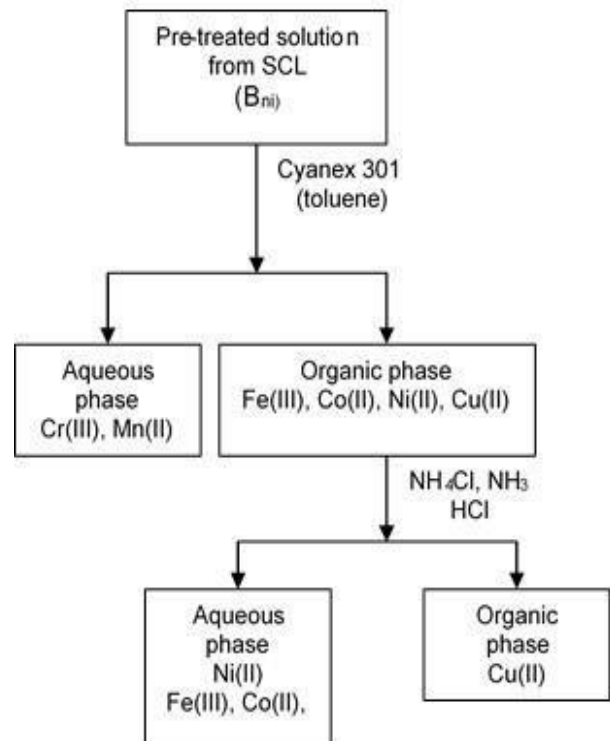 Pre-treated solution
from SCL
(Bni)
Cyanex 301
(toluene)
Aqueous
phase
Cr(III), Mn(II)
Organic phase
Fe(III), Co(II), Ni(II), Cu(II)
NH4Cl, NH3
HCl
Aqueous
phase
Ni(II)
Fe(III), Co(II),
Organic
phase
Cu(II)